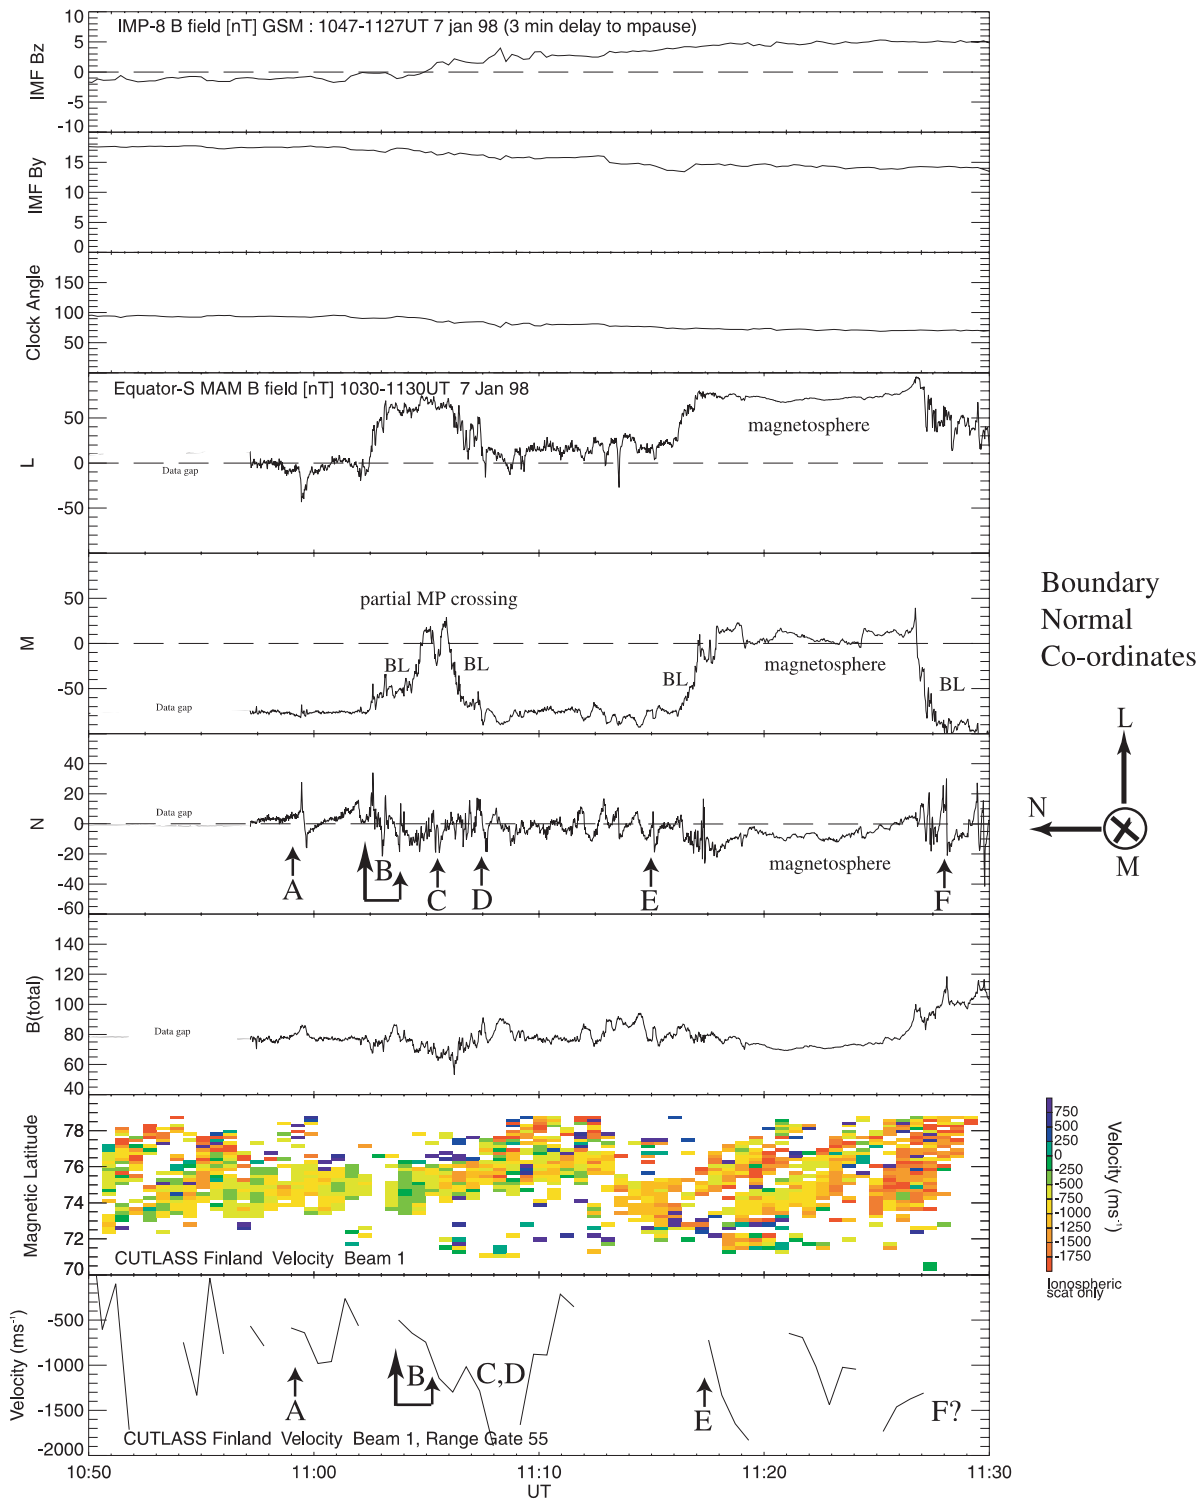 IMP-8 B field [nT] GSM : 1047-1127UT 7 jan 98 (3 min delay to mpause)
IMF Bz
10
5
0
-5
-10
IMF By
15
10
5
0
Clock Angle
150
100
50
Equator-S MAM B field [nT] 1030-1130UT 7 Jan 98
L
50
0
-50
Data gap
magnetosphere
M
50
0
-50
partial MP crossing
BL
BL
BL
BL
Data gap
magnetosphere
Boundary
Normal
Co-ordinates
L
N
M
N
40
20
0
-20
-40
-60
Data gap
magnetosphere
A
B
C
D
E
F
B(total)
140
120
100
80
60
40
Data gap
Magnetic Latitude
78
76
74
72
70
CUTLASS Finland Velocity Beam 1
750
500
250
0
-250
-500
-750
-1000
-1250
-1500
-1750
Velocity (ms-1)
Ionospheric
scat only
Velocity (ms-1)
-500
-1000
-1500
-2000
A
B
C,D
E
F?
CUTLASS Finland Velocity Beam 1, Range Gate 55
10:50
11:00
11:10
11:20
11:30
UT